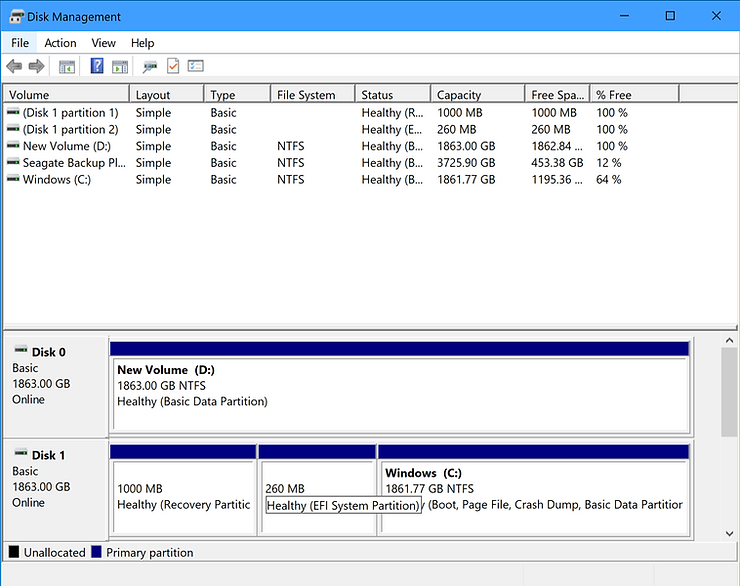 Disk Management
File Action View Help
Volume Layout Type File System Status Capacity Free Spa... % Free
(Disk 1 partition 1) Simple Basic Healthy (R... 1000 MB 1000 MB 100 %
(Disk 1 partition 2) Simple Basic Healthy (E... 260 MB 260 MB 100 %
New Volume (D:) Simple Basic NTFS Healthy (B... 1863.00 GB 1862.84 ... 100 %
Seagate Backup Pl... Simple Basic NTFS Healthy (B... 3725.90 GB 453.38 GB 12 %
Windows (C:) Simple Basic NTFS Healthy (B... 1861.77 GB 1195.36 ... 64 %
Disk 0
Basic
1863.00 GB
Online
New Volume (D:)
1863.00 GB NTFS
Healthy (Basic Data Partition)
Disk 1
Basic
1863.00 GB
Online
1000 MB
Healthy (Recovery Partitic
260 MB
Healthy (EFI System Partition)
Windows (C:)
1861.77 GB NTFS
(Boot, Page File, Crash Dump, Basic Data Partitior
Unallocated Primary partition